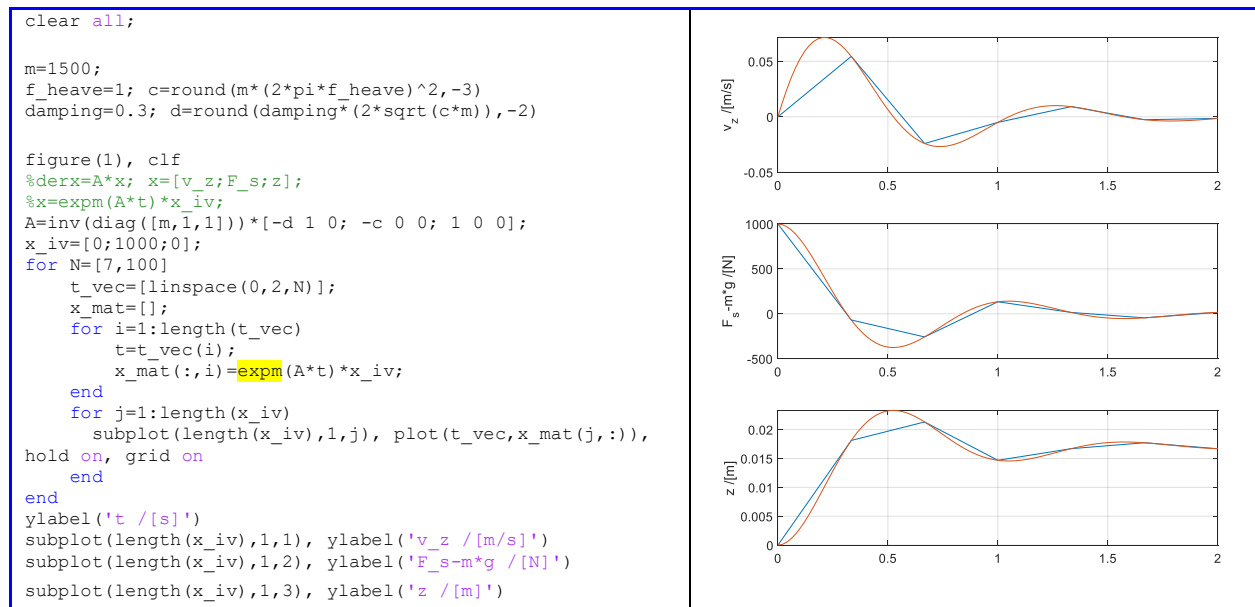 clear all;
m=1500;
f_heave=1; c=round(m*(2*pi*f_heave)^2,-3)
damping=0.3; d=round(damping*(2*sqrt(c*m)),-2)
figure(1), clf
%derx=A*x; x=[v_z;F_s;z];
%x=expm(A*t)*x_iv;
A=inv(diag([m,1,1]))*[-d 1 0; -c 0 0; 1 0 0];
x_iv=[0;1000;0];
for N=[7,100]
t_vec=[linspace(0,2,N)];
x_mat=[];
for i=1:length(t_vec)
t=t_vec(i);
x_mat(:,i)=expm(A*t)*x_iv;
end
for j=1:length(x_iv)
subplot(length(x_iv),1,j), plot(t_vec,x_mat(j,:)),
hold on, grid on
end
end
ylabel('t /[s]')
subplot(length(x_iv),1,1), ylabel('v_z /[m/s]')
subplot(length(x_iv),1,2), ylabel('F_s-m*g /[N]')
subplot(length(x_iv),1,3), ylabel('z /[m]')
v_z /[m/s]
0.05
0
-0.05
0 0.5 1 1.5 2
F_s-m*g /[N]
1000
500
0
-500
0 0.5 1 1.5 2
z /[m]
0.02
0.015
0.01
0.005
0
0 0.5 1 1.5 2